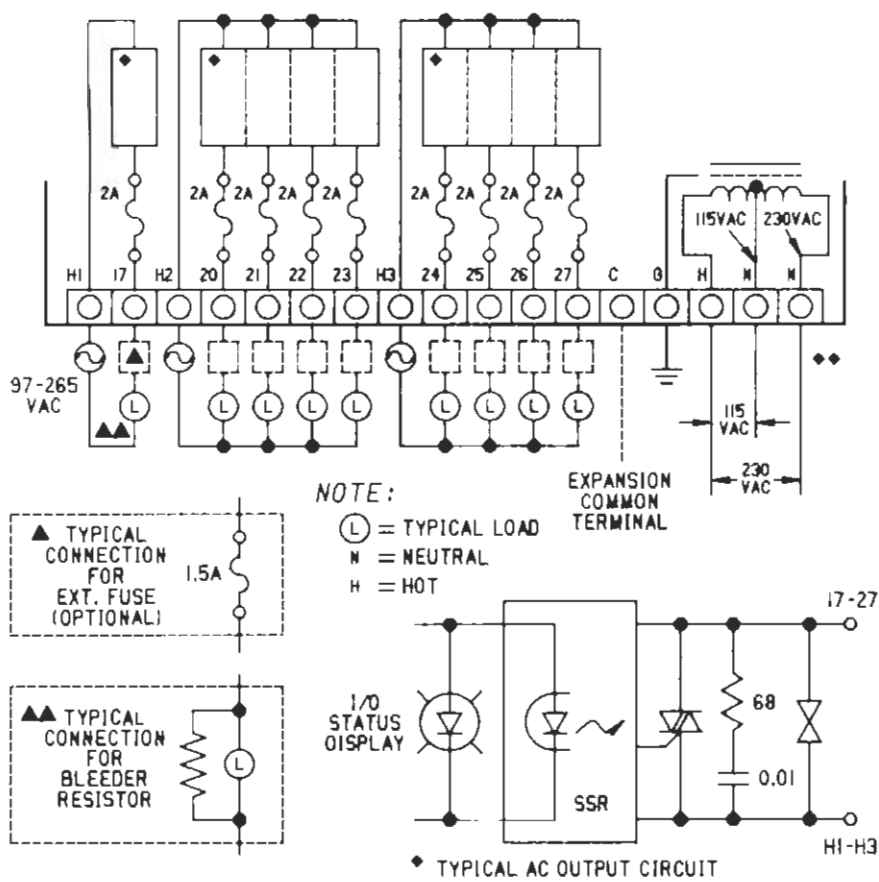 ◆ ◆ ◆
2A 2A 2A 2A 2A 2A 2A 2A 2A
115VAC 230VAC
H1 17 H2 20 21 22 23 H3 24 25 26 27 C G H N N
97-265
VAC
▲
L L L L L L L L L
▲▲
◆◆
115
VAC
230
VAC
EXPANSION
COMMON
TERMINAL
NOTE:
L = TYPICAL LOAD
N = NEUTRAL
H = HOT
▲ TYPICAL
CONNECTION
FOR
EXT. FUSE
(OPTIONAL)
1.5A
▲▲ TYPICAL
CONNECTION
FOR
BLEEDER
RESISTOR
L
I/O
STATUS
DISPLAY
SSR
68
0.01
17-27
H1-H3
◆ TYPICAL AC OUTPUT CIRCUIT